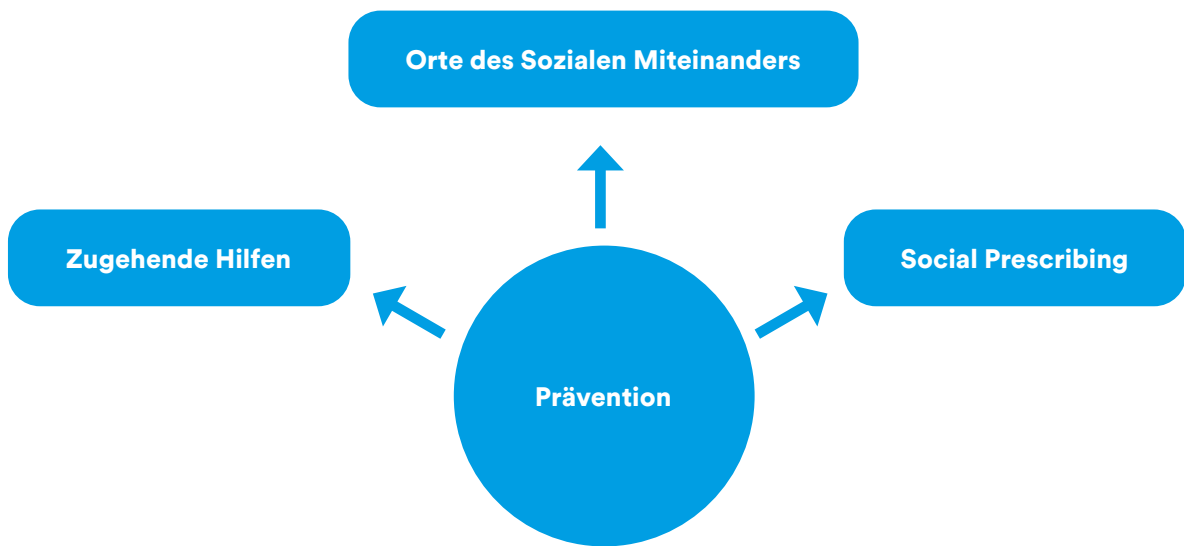 Orte des Sozialen Miteinanders
Zugehende Hilfen
Social Prescribing
Prävention